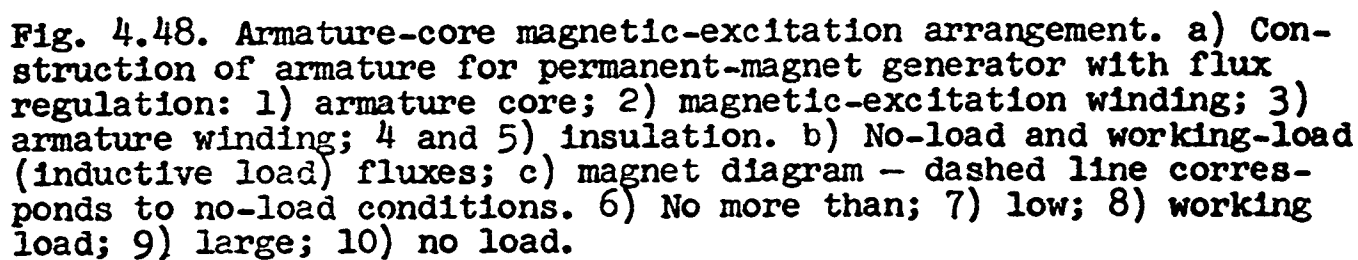 Fig. 4.48. Armature-core magnetic-excitation arrangement. a) Con-
struction of armature for permanent-magnet generator with flux
regulation: 1) armature core; 2) magnetic-excitation winding; 3)
armature winding; 4 and 5) insulation. b) No-load and working-load
(inductive load) fluxes; c) magnet diagram — dashed line corres-
ponds to no-load conditions. 6) No more than; 7) low; 8) working
load; 9) large; 10) no load.